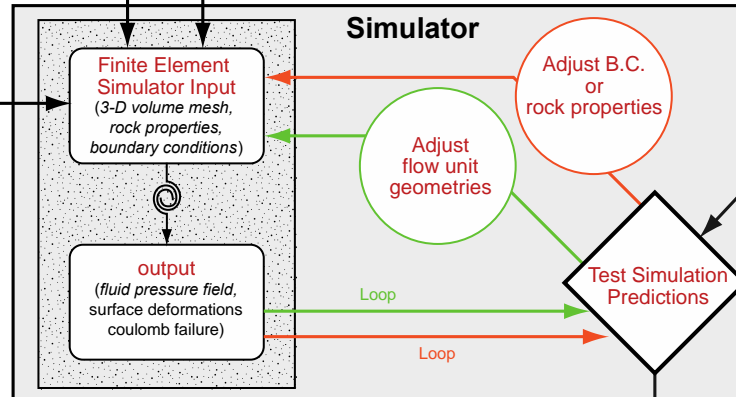 Simulator
Finite Element
Simulator Input
(3-D volume mesh,
rock properties,
boundary conditions)
Adjust B.C.
or
rock properties
Adjust
flow unit
geometries
output
(fluid pressure field,
surface deformations
coulomb failure)
Loop
Loop
Test Simulation
Predictions